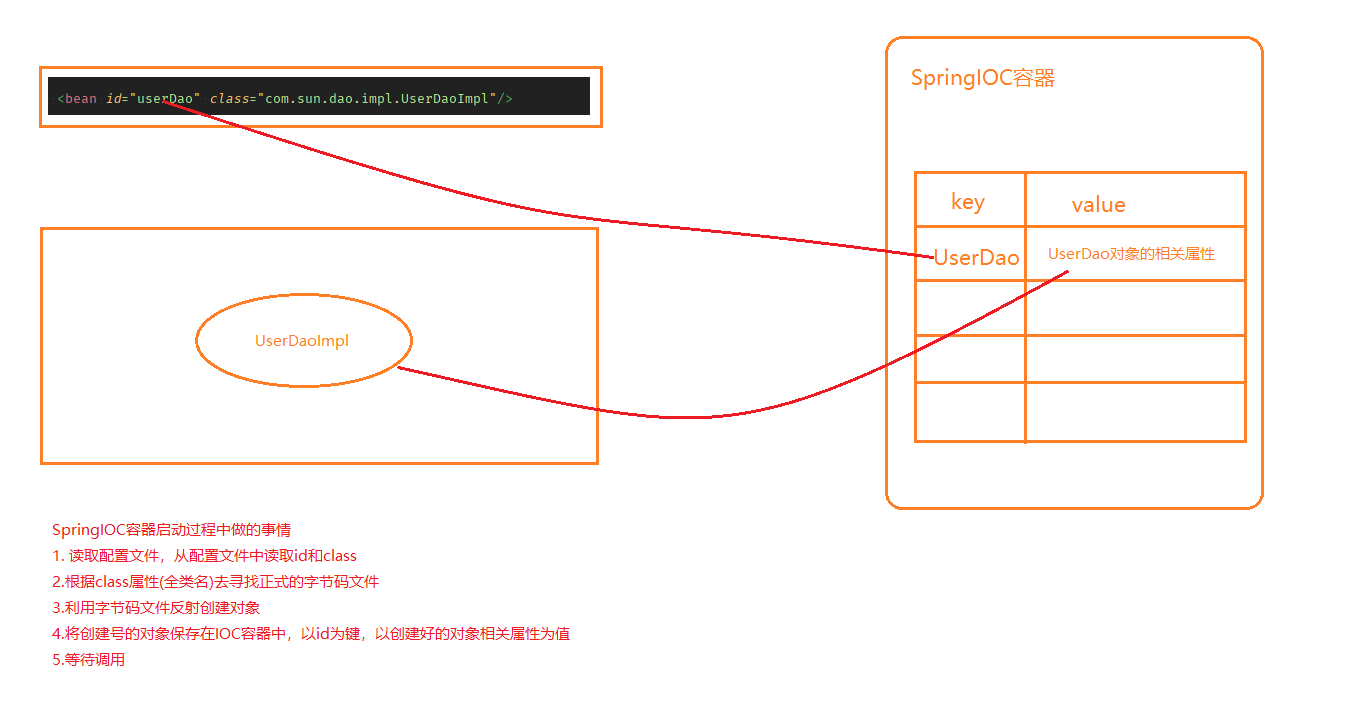 <bean id="userDao" class="com.sun.dao.impl.UserDaoImpl"/>
SpringIOC容器
key
value
UserDao
UserDao对象的相关属性
UserDaoImpl
SpringIOC容器启动过程中做的事情
1. 读取配置文件，从配置文件中读取id和class
2.根据class属性(全类名)去寻找正式的字节码文件
3.利用字节码文件反射创建对象
4.将创建号的对象保存在IOC容器中，以id为键，以创建好的对象相关属性为值
5.等待调用